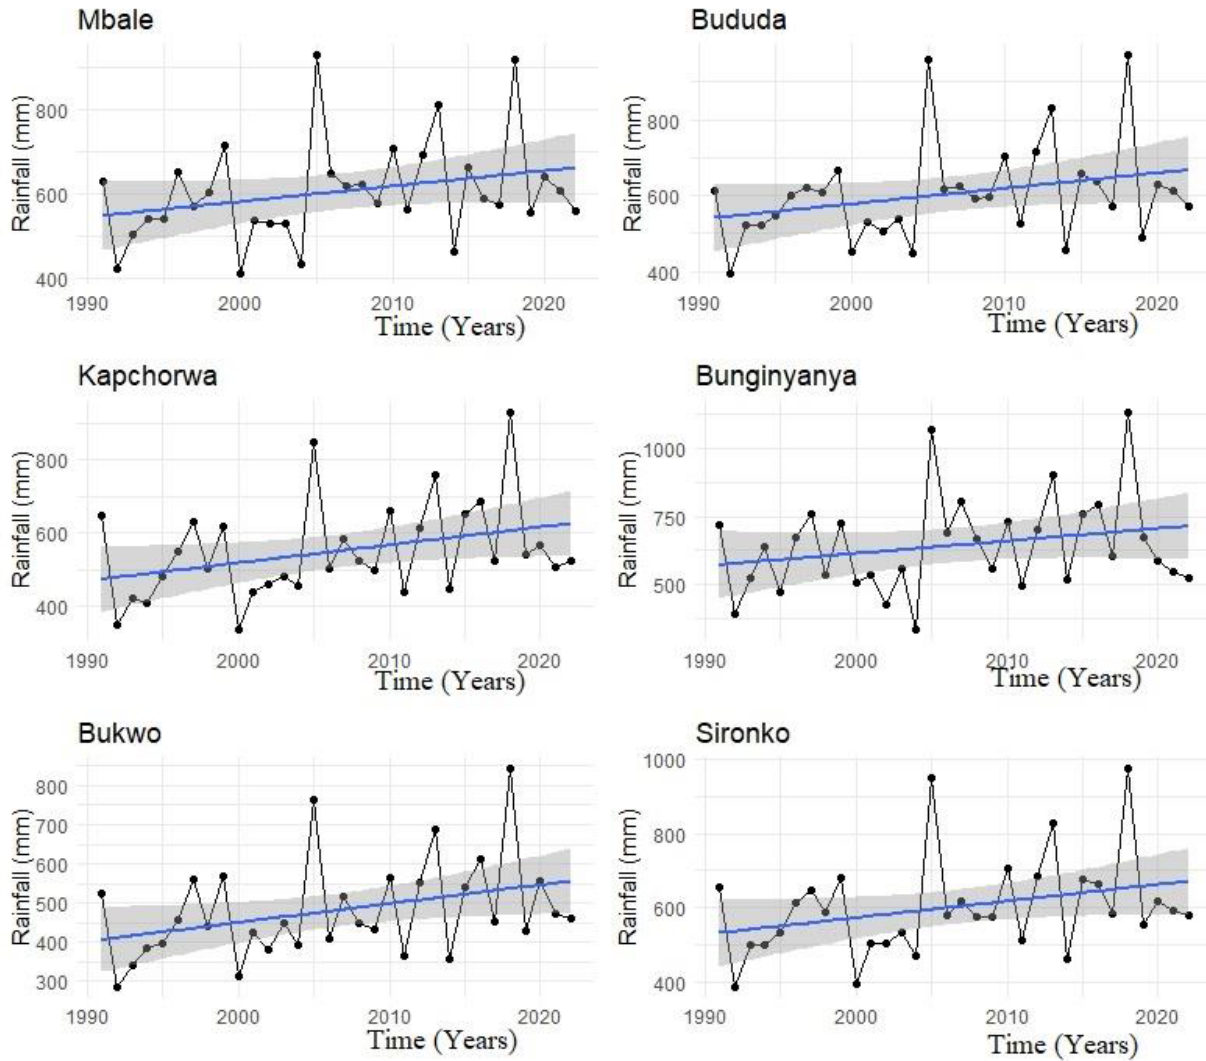 Mbale
Rainfall (mm)
800
600
400
1990 2000 2010 2020
Time (Years)
Bududa
Rainfall (mm)
800
600
400
1990 2000 2010 2020
Time (Years)
Kapchorwa
Rainfall (mm)
800
600
400
1990 2000 2010 2020
Time (Years)
Bunginyanya
Rainfall (mm)
1000
750
500
1990 2000 2010 2020
Time (Years)
Bukwo
Rainfall (mm)
800
700
600
500
400
300
1990 2000 2010 2020
Time (Years)
Sironko
Rainfall (mm)
1000
800
600
400
1990 2000 2010 2020
Time (Years)